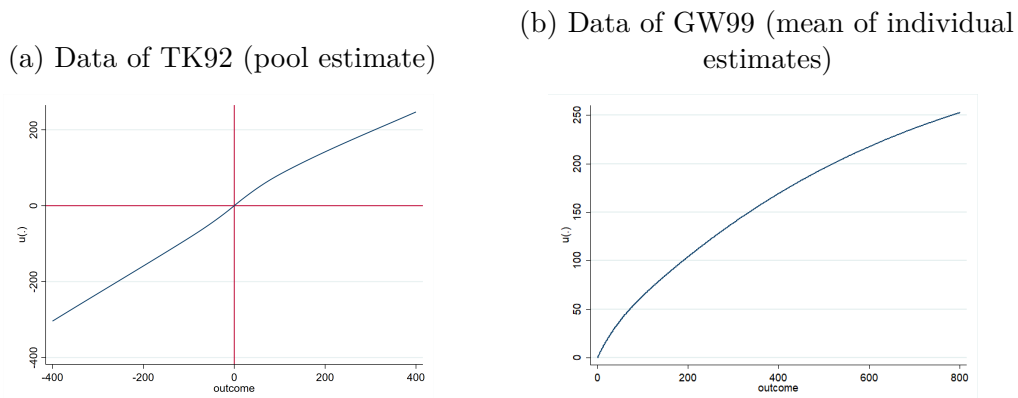 (a) Data of TK92 (pool estimate)
200
0
-200
-400
u(.)
-400 -200 0 200 400
outcome
(b) Data of GW99 (mean of individual
estimates)
250
200
150
100
50
0
u(.)
0 200 400 600 800
outcome